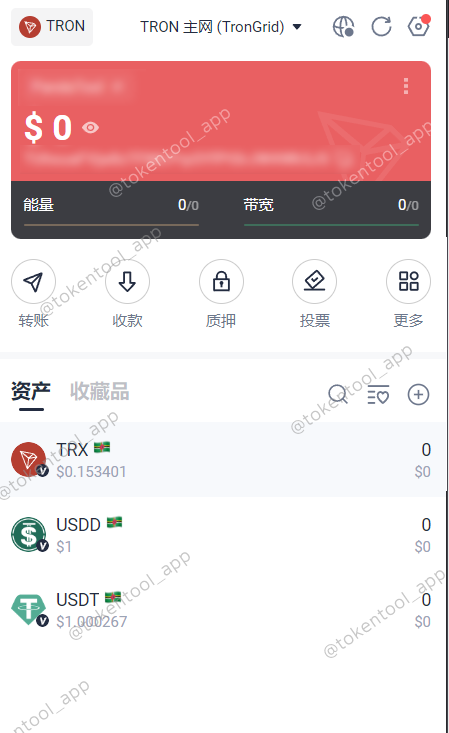 TRON
TRON 主网 (TronGrid)
$ 0
能量 0/0
带宽 0/0
转账
收款
质押
投票
更多
资产
收藏品
TRX 0
$0.153401 $0
USDD 0
$1 $0
USDT 0
$1.000267 $0
@tokentool_app
@tokentool_app
@tokentool_app
@tokentool_app
@tokentool_app
@tokentool_app
@tokentool_app
@tokentool_app